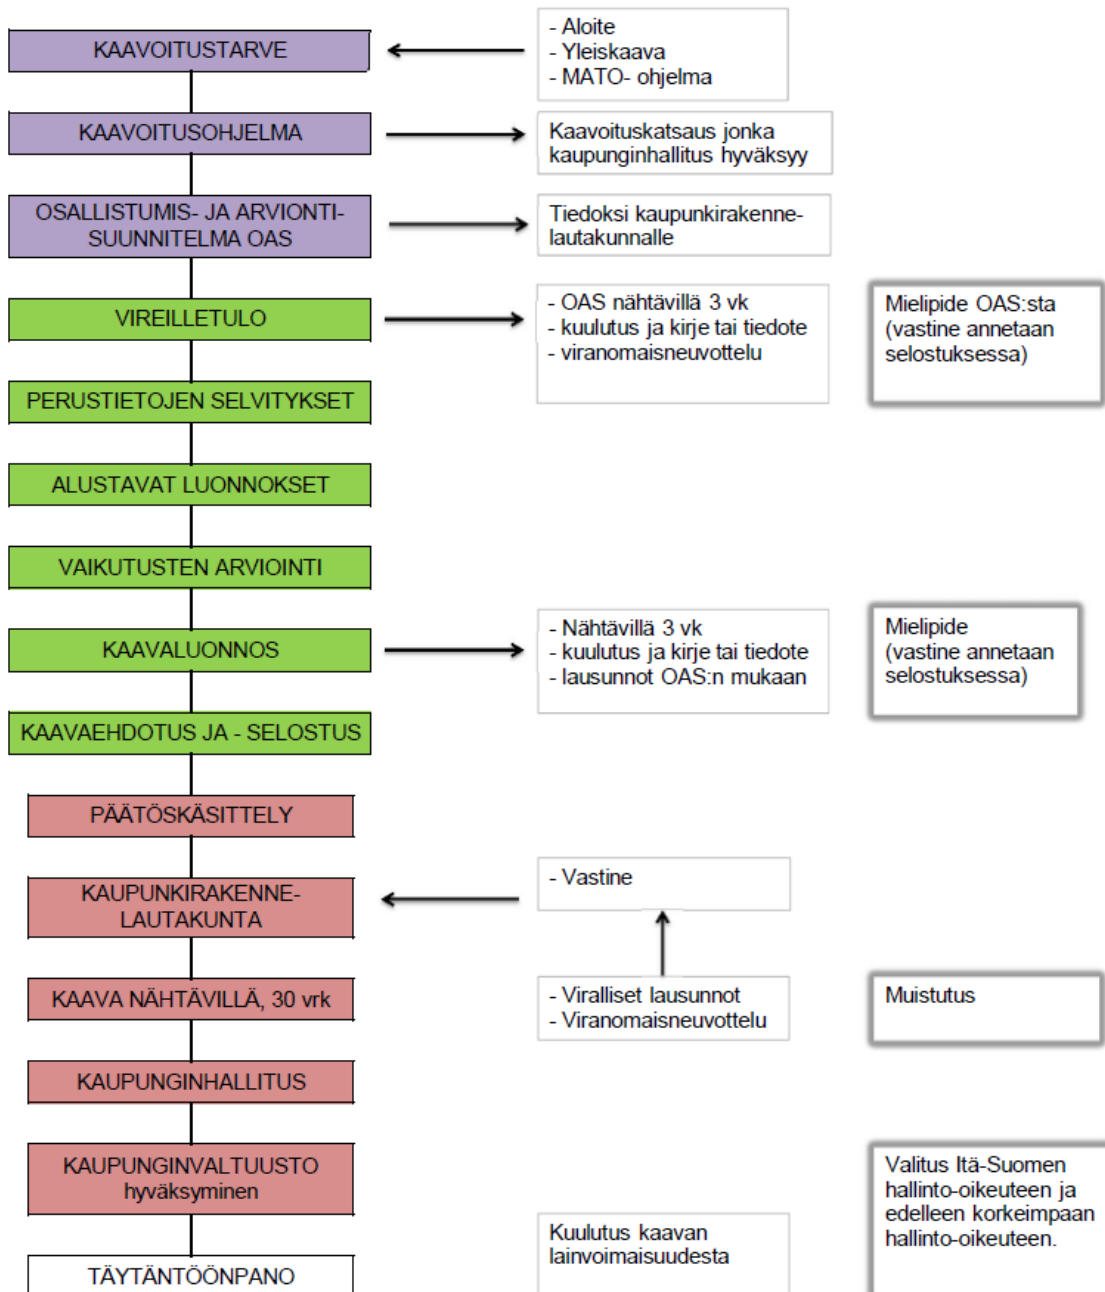 KAAVOITUSTARVE
- Aloite
- Yleiskaava
- MATO- ohjelma
KAAVOITUSOHJELMA
Kaavoituskatsaus jonka
kaupunginhallitus hyväksyy
OSALLISTUMIS- JA ARVIONTI-
SUUNNITELMA OAS
Tiedoksi kaupunkirakenne-
lautakunnalle
VIREILLETULO
- OAS nähtävillä 3 vk
- kuulutus ja kirje tai tiedote
- viranomaisneuvottelu
Mielipide OAS:sta
(vastine annetaan
selostuksessa)
PERUSTIETOJEN SELVITYKSET
ALUSTAVAT LUONNOKSET
VAIKUTUSTEN ARVIOINTI
KAAVALUONNOS
- Nähtävillä 3 vk
- kuulutus ja kirje tai tiedote
- lausunnot OAS:n mukaan
Mielipide
(vastine annetaan
selostuksessa)
KAAVAEHDOTUS JA - SELOSTUS
PÄÄTÖSKÄSITTELY
KAUPUNKIRAKENNE-
LAUTAKUNTA
- Vastine
KAAVA NÄHTÄVILLÄ, 30 vrk
- Viralliset lausunnot
- Viranomaisneuvottelu
Muistutus
KAUPUNGINHALLITUS
KAUPUNGINVALTUUSTO
hyväksyminen
Valitus Itä-Suomen
hallinto-oikeuteen ja
edelleen korkeimpaan
hallinto-oikeuteen.
TÄYTÄNTÖÖNPANO
Kuulutus kaavan
lainvoimaisuudesta